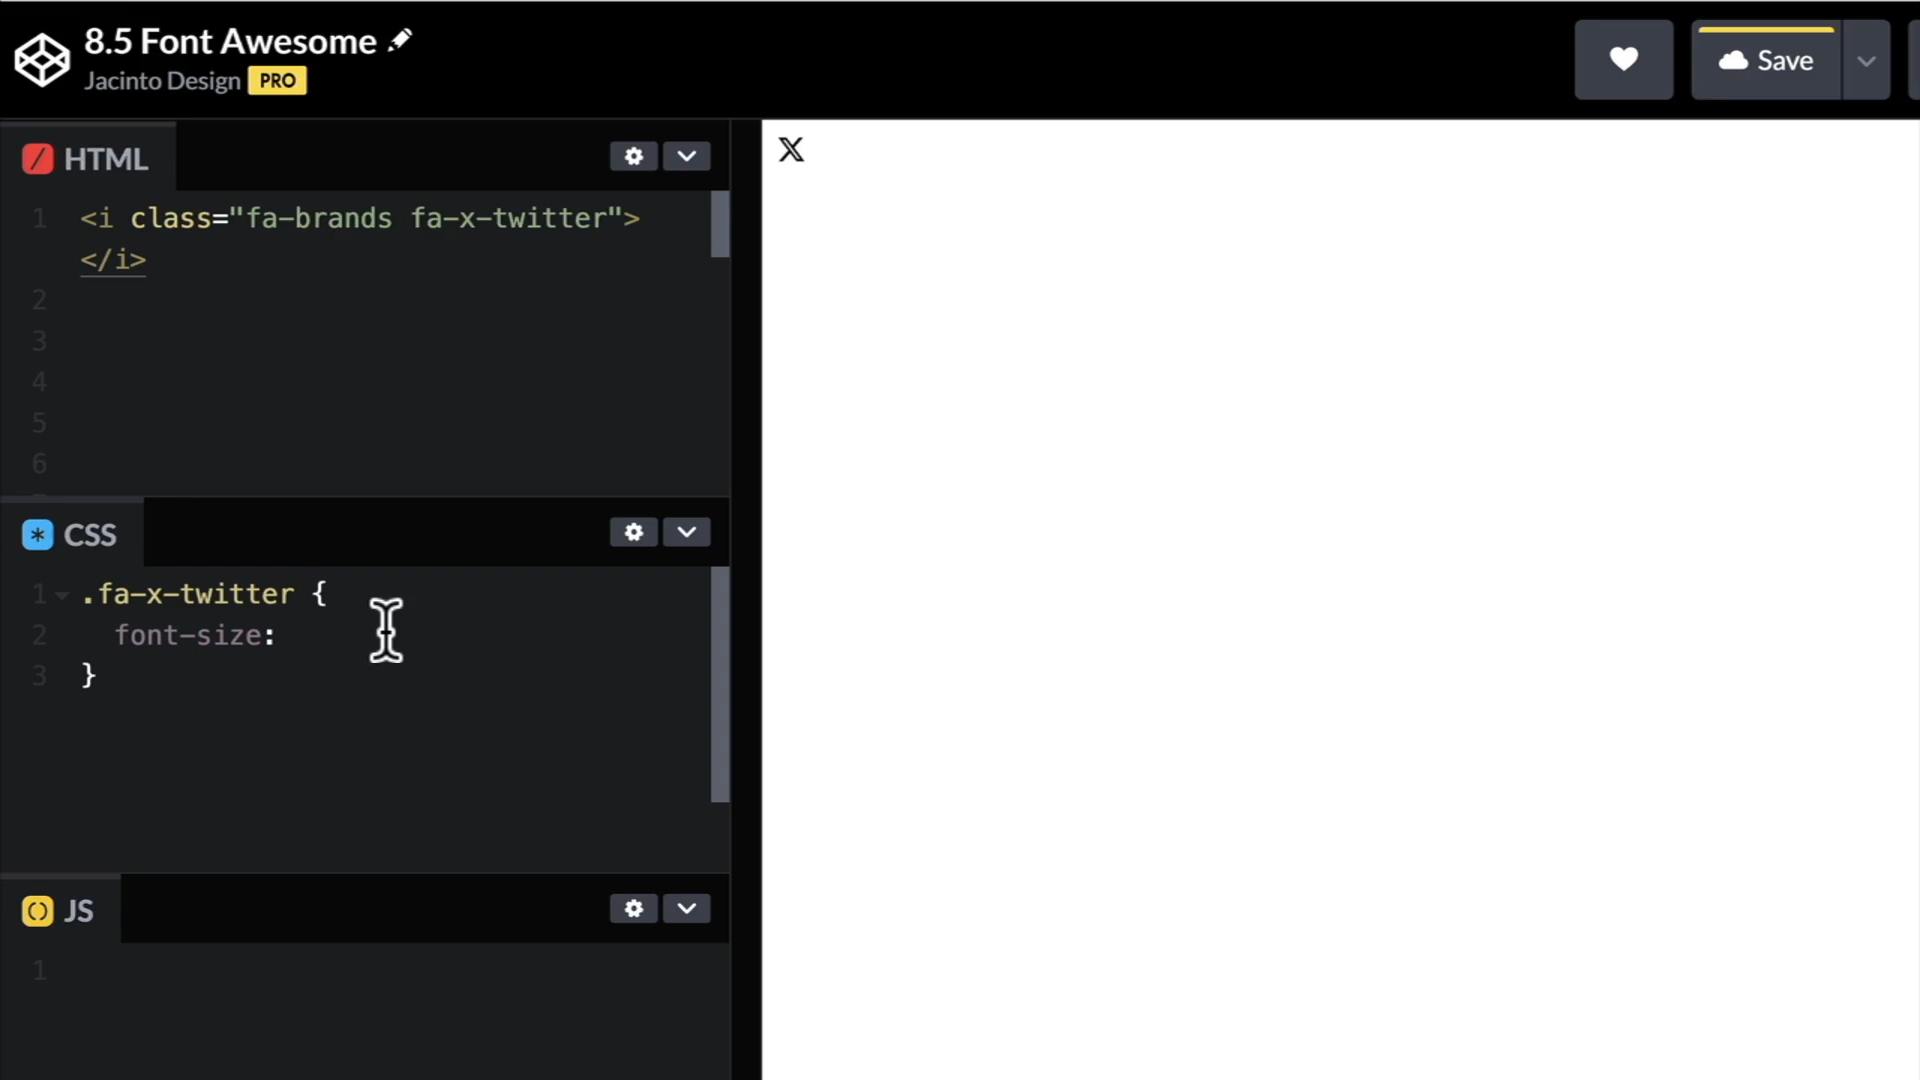 8.5 Font Awesome
Jacinto Design PRO
Save
HTML
1 <i class="fa-brands fa-x-twitter">
</i>
2
3
4
5
6
CSS
1 .fa-x-twitter {
2 font-size:
3 }
JS
1